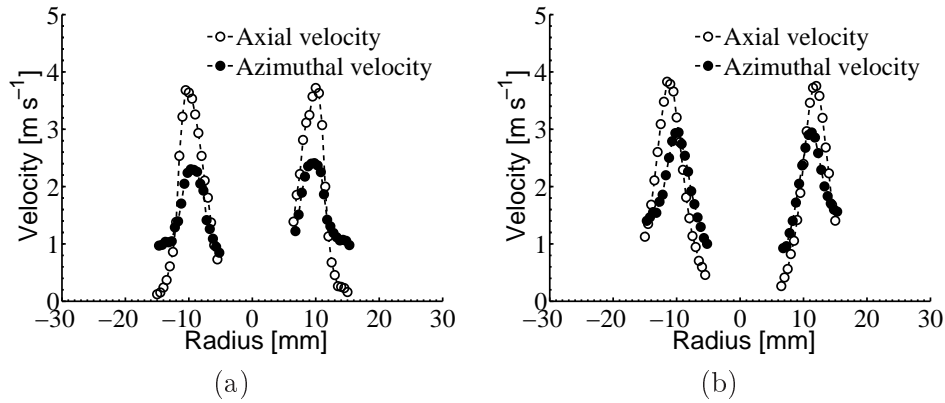 5
4
3
2
1
0
−30 −20 −10 0 10 20 30
Velocity [m s⁻¹]
Radius [mm]
Axial velocity
Azimuthal velocity
(a)
5
4
3
2
1
0
−30 −20 −10 0 10 20 30
Velocity [m s⁻¹]
Radius [mm]
Axial velocity
Azimuthal velocity
(b)